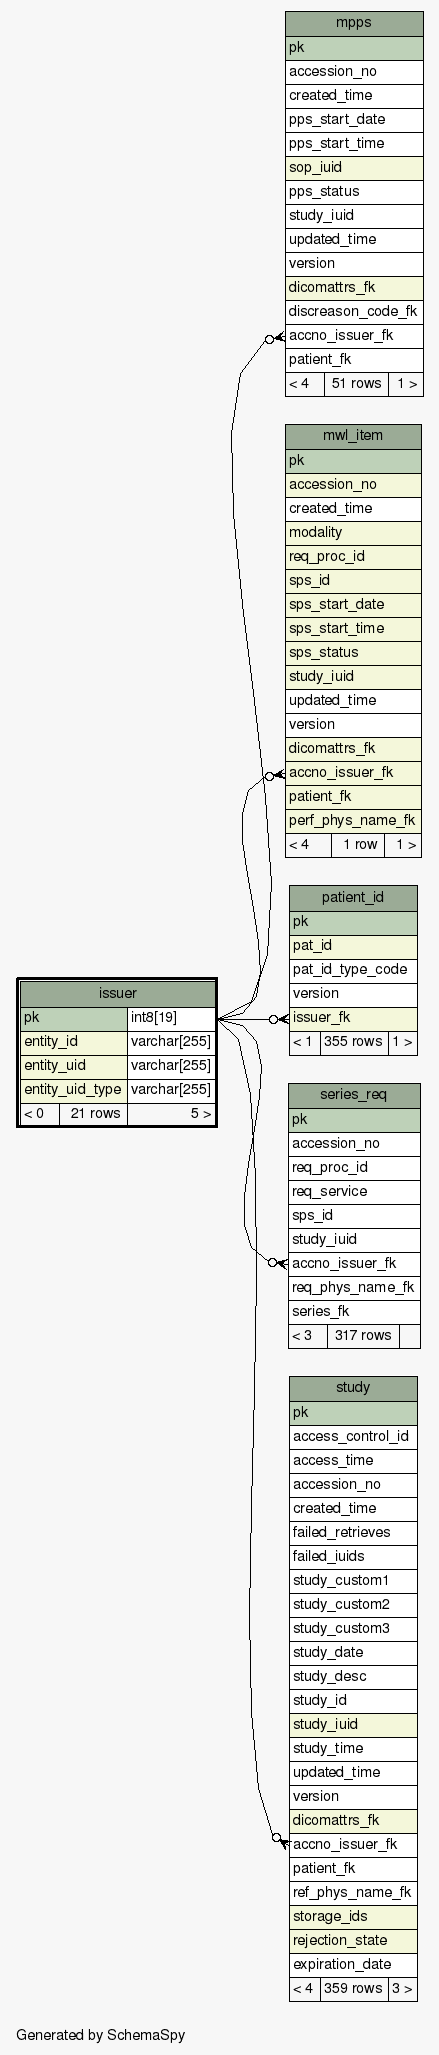 mpps
pk
accession_no
created_time
pps_start_date
pps_start_time
sop_iuid
pps_status
study_iuid
updated_time
version
dicomattrs_fk
discreason_code_fk
accno_issuer_fk
patient_fk
< 4 51 rows 1 >
mwl_item
pk
accession_no
created_time
modality
req_proc_id
sps_id
sps_start_date
sps_start_time
sps_status
study_iuid
updated_time
version
dicomattrs_fk
accno_issuer_fk
patient_fk
perf_phys_name_fk
< 4 1 row 1 >
patient_id
pk
pat_id
pat_id_type_code
version
issuer_fk
< 1 355 rows 1 >
issuer
pk int8[19]
entity_id varchar[255]
entity_uid varchar[255]
entity_uid_type varchar[255]
< 0 21 rows 5 >
series_req
pk
accession_no
req_proc_id
req_service
sps_id
study_iuid
accno_issuer_fk
req_phys_name_fk
series_fk
< 3 317 rows
study
pk
access_control_id
access_time
accession_no
created_time
failed_retrieves
failed_iuids
study_custom1
study_custom2
study_custom3
study_date
study_desc
study_id
study_iuid
study_time
updated_time
version
dicomattrs_fk
accno_issuer_fk
patient_fk
ref_phys_name_fk
storage_ids
rejection_state
expiration_date
< 4 359 rows 3 >
Generated by SchemaSpy